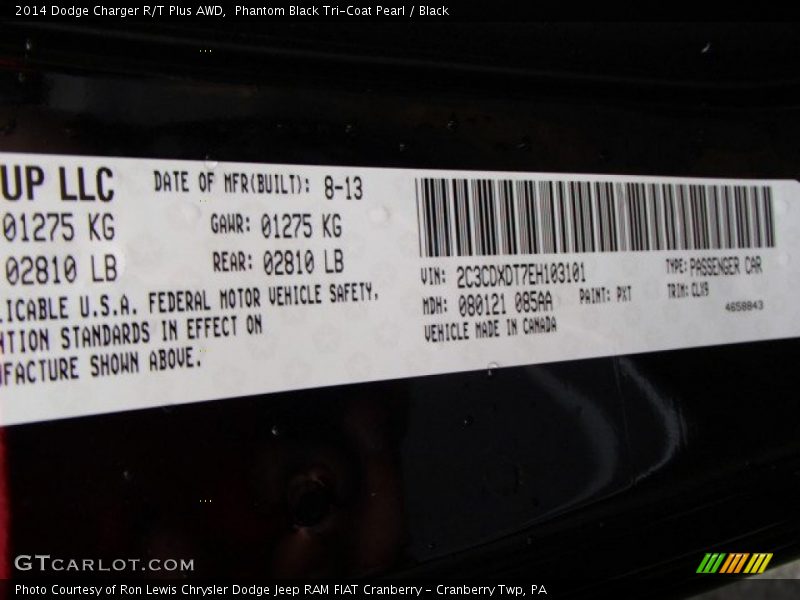 2014 Dodge Charger R/T Plus AWD,  Phantom Black Tri-Coat Pearl / Black
UP LLC
DATE OF MFR(BUILT): 8-13
01275 KG
GAWR: 01275 KG
02810 LB
REAR: 02810 LB
LICABLE U.S.A. FEDERAL MOTOR VEHICLE SAFETY,
NTION STANDARDS IN EFFECT ON
FACTURE SHOWN ABOVE.
VIN: 2C3CDXDT7EH103101
TYPE: PASSENGER CAR
MDH: 080121 085AA
PAINT: PXT
TRIM: CLX9
VEHICLE MADE IN CANADA
4658843
GTCARLOT.COM
Photo Courtesy of Ron Lewis Chrysler Dodge Jeep RAM FIAT Cranberry - Cranberry Twp, PA